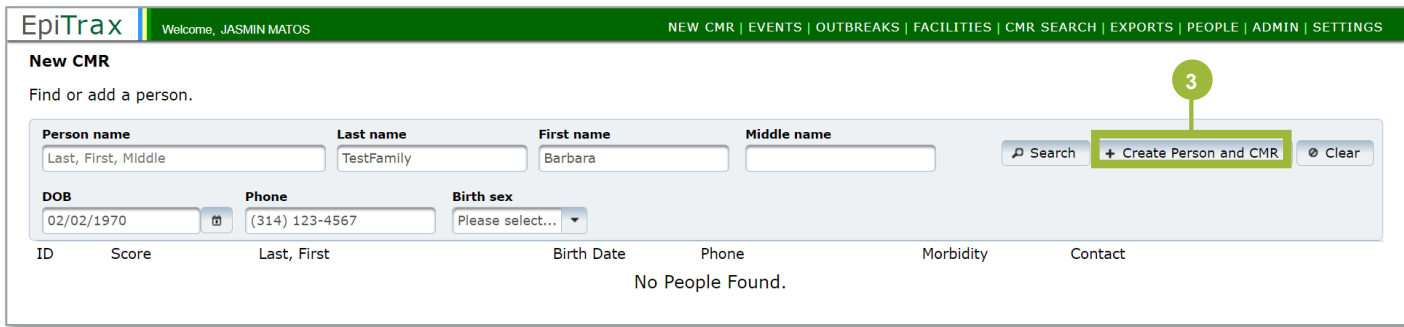 EpiTrax Welcome, JASMIN MATOS NEW CMR | EVENTS | OUTBREAKS | FACILITIES | CMR SEARCH | EXPORTS | PEOPLE | ADMIN | SETTINGS
New CMR
3
Find or add a person.
Person name Last name First name Middle name
Last, First, Middle TestFamily Barbara Search + Create Person and CMR Clear
DOB Phone Birth sex
02/02/1970 (314) 123-4567 Please select...
ID Score Last, First Birth Date Phone Morbidity Contact
No People Found.